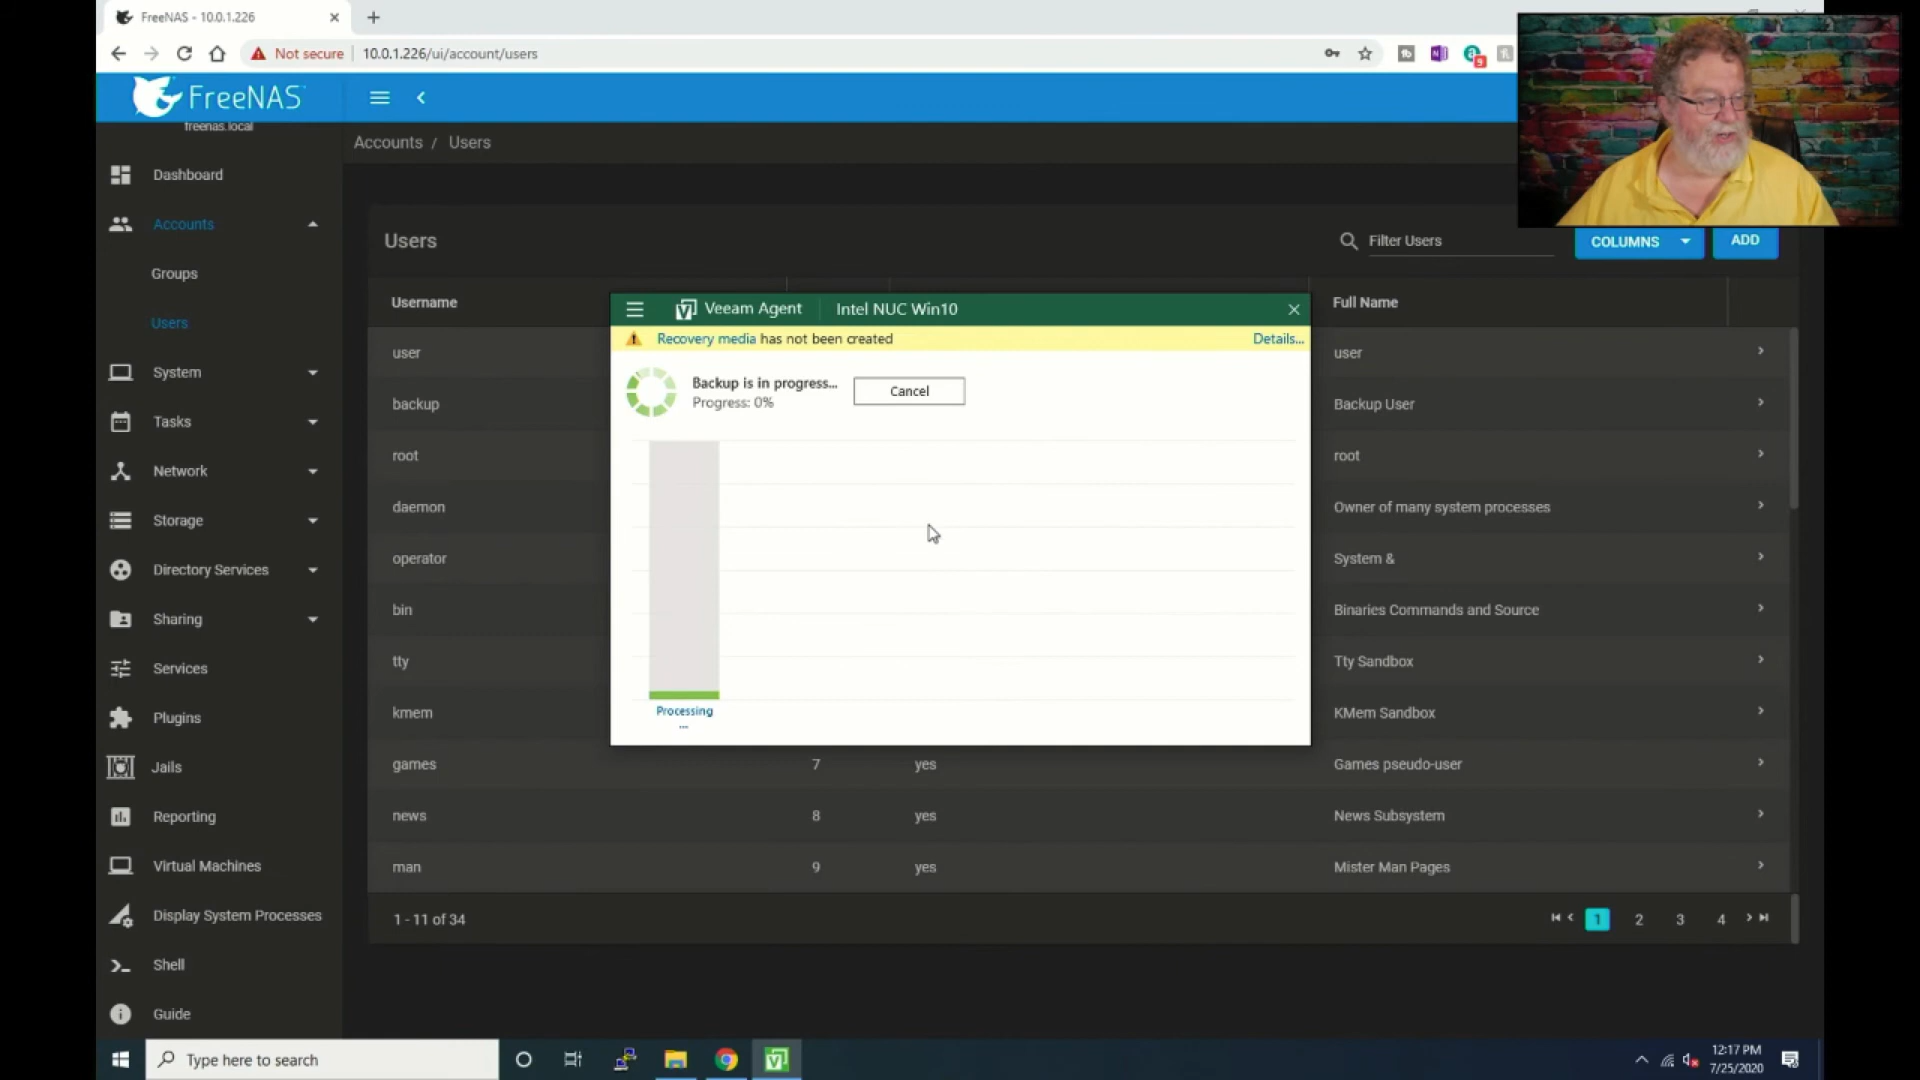 FreeNAS - 10.0.1.226
Not secure
10.0.1.226/ui/account/users
9
FreeNAS
freenas.local
Accounts / Users
Dashboard
Accounts
Groups
Users
System
Tasks
Network
Storage
Directory Services
Sharing
Services
Plugins
Jails
Reporting
Virtual Machines
Display System Processes
Shell
Guide
Users
Filter Users
COLUMNS
ADD
Username
Full Name
user
user
backup
Backup User
root
root
daemon
Owner of many system processes
operator
System &
bin
Binaries Commands and Source
tty
Tty Sandbox
kmem
KMem Sandbox
games 7 yes Games pseudo-user
news 8 yes News Subsystem
man 9 yes Mister Man Pages
1 - 11 of 34
1 2 3 4
Veeam Agent
Intel NUC Win10
Recovery media has not been created
Details...
Backup is in progress...
Progress: 0%
Cancel
Processing
...
Type here to search
12:17 PM
7/25/2020